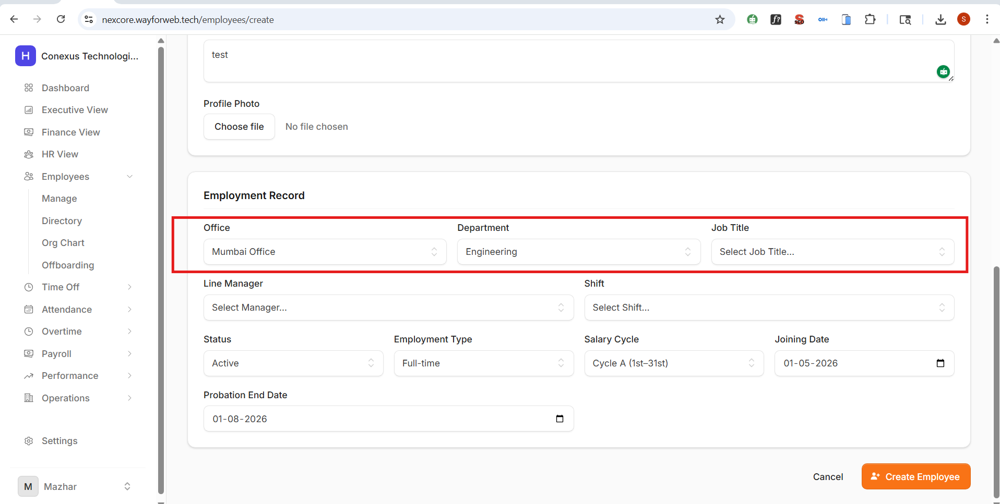 nexcore.wayforweb.tech/employees/create
f?
SEO
S
H
Conexus Technologi...
Dashboard
Executive View
Finance View
HR View
Employees
Manage
Directory
Org Chart
Offboarding
Time Off
Attendance
Overtime
Payroll
Performance
Operations
Settings
M Mazhar
test
Profile Photo
Choose file No file chosen
Employment Record
Office Department Job Title
Mumbai Office Engineering Select Job Title...
Line Manager Shift
Select Manager... Select Shift...
Status Employment Type Salary Cycle Joining Date
Active Full-time Cycle A (1st–31st) 01-05-2026
Probation End Date
01-08-2026
Cancel Create Employee